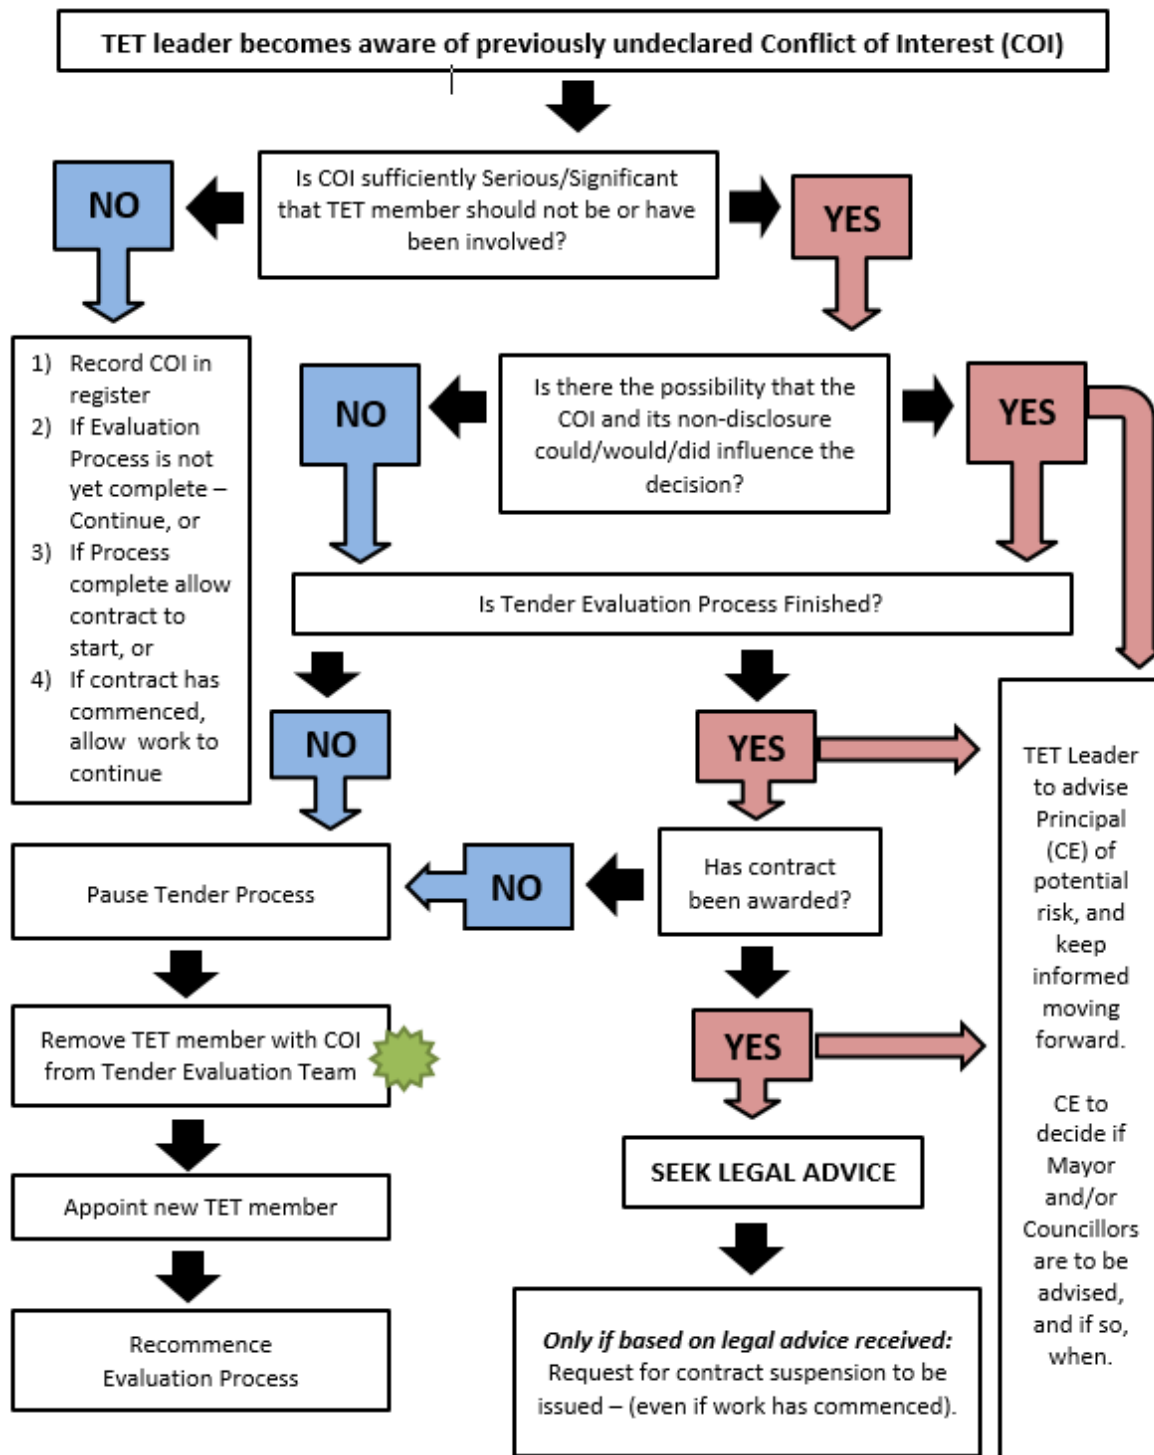 TET leader becomes aware of previously undeclared Conflict of Interest (COI)
Is COI sufficiently Serious/Significant
that TET member should not be or have
been involved?
NO
YES
1) Record COI in
register
2) If Evaluation
Process is not
yet complete –
Continue, or
3) If Process
complete allow
contract to
start, or
4) If contract has
commenced,
allow work to
continue
Is there the possibility that the
COI and its non-disclosure
could/would/did influence the
decision?
NO
YES
Is Tender Evaluation Process Finished?
NO
YES
Has contract
been awarded?
NO
YES
Pause Tender Process
Remove TET member with COI
from Tender Evaluation Team
Appoint new TET member
Recommence
Evaluation Process
SEEK LEGAL ADVICE
Only if based on legal advice received:
Request for contract suspension to be
issued – (even if work has commenced).
TET Leader
to advise
Principal
(CE) of
potential
risk, and
keep
informed
moving
forward.
CE to
decide if
Mayor
and/or
Councillors
are to be
advised,
and if so,
when.